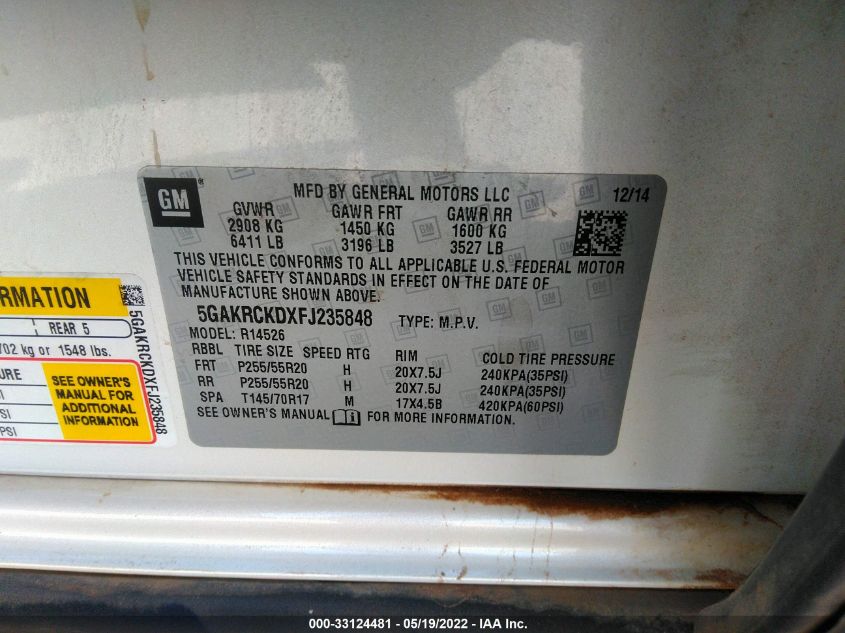 GM
MFD BY GENERAL MOTORS LLC
12/14
GVWR GAWR FRT GAWR RR
2908 KG 1450 KG 1600 KG
6411 LB 3196 LB 3527 LB
THIS VEHICLE CONFORMS TO ALL APPLICABLE U.S. FEDERAL MOTOR
VEHICLE SAFETY STANDARDS IN EFFECT ON THE DATE OF
MANUFACTURE SHOWN ABOVE.
5GAKRCKDXFJ235848 TYPE: M.P.V.
MODEL: R14526
RBBL TIRE SIZE SPEED RTG RIM COLD TIRE PRESSURE
FRT P255/55R20 H 20X7.5J 240KPA(35PSI)
RR P255/55R20 H 20X7.5J 240KPA(35PSI)
SPA T145/70R17 M 17X4.5B 420KPA(60PSI)
SEE OWNER'S MANUAL FOR MORE INFORMATION.
REAR 5
kg or 1548 lbs.
SEE OWNER'S
MANUAL FOR
ADDITIONAL
INFORMATION
PSI
5GAKRCKDXFJ235848
000-33124481 - 05/19/2022 - IAA Inc.